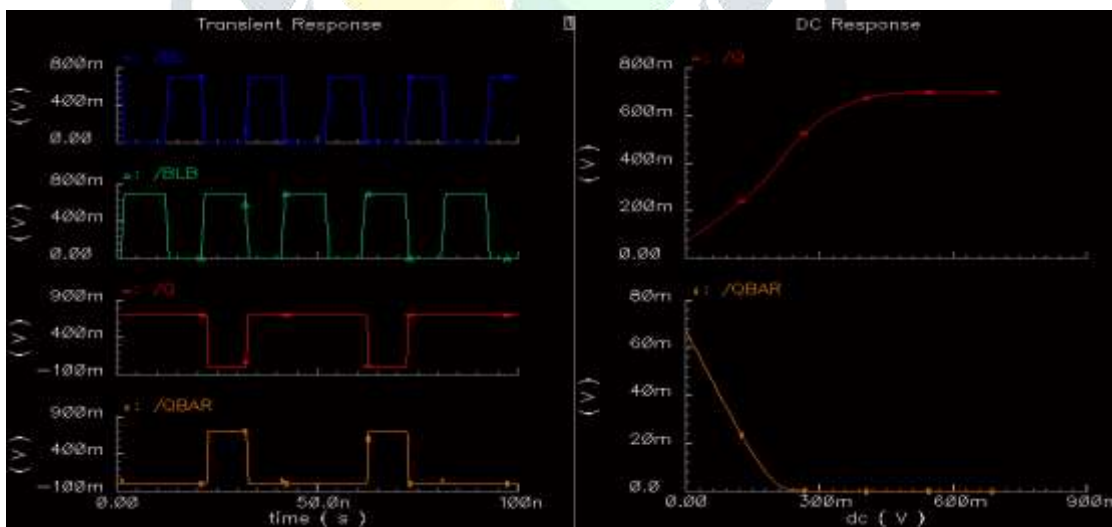 Transient Response
1
(V)
800m
400m
0.00
/BLB
(V)
800m
400m
0.00
/Q
(V)
900m
400m
-100m
/QBAR
(V)
900m
400m
-100m
0.00
50.0n
100n
time ( s )
DC Response
/Q
(V)
800m
600m
400m
200m
0.00
/QBAR
(V)
80m
60m
40m
20m
0.0
0.00
300m
600m
900m
dc ( V )